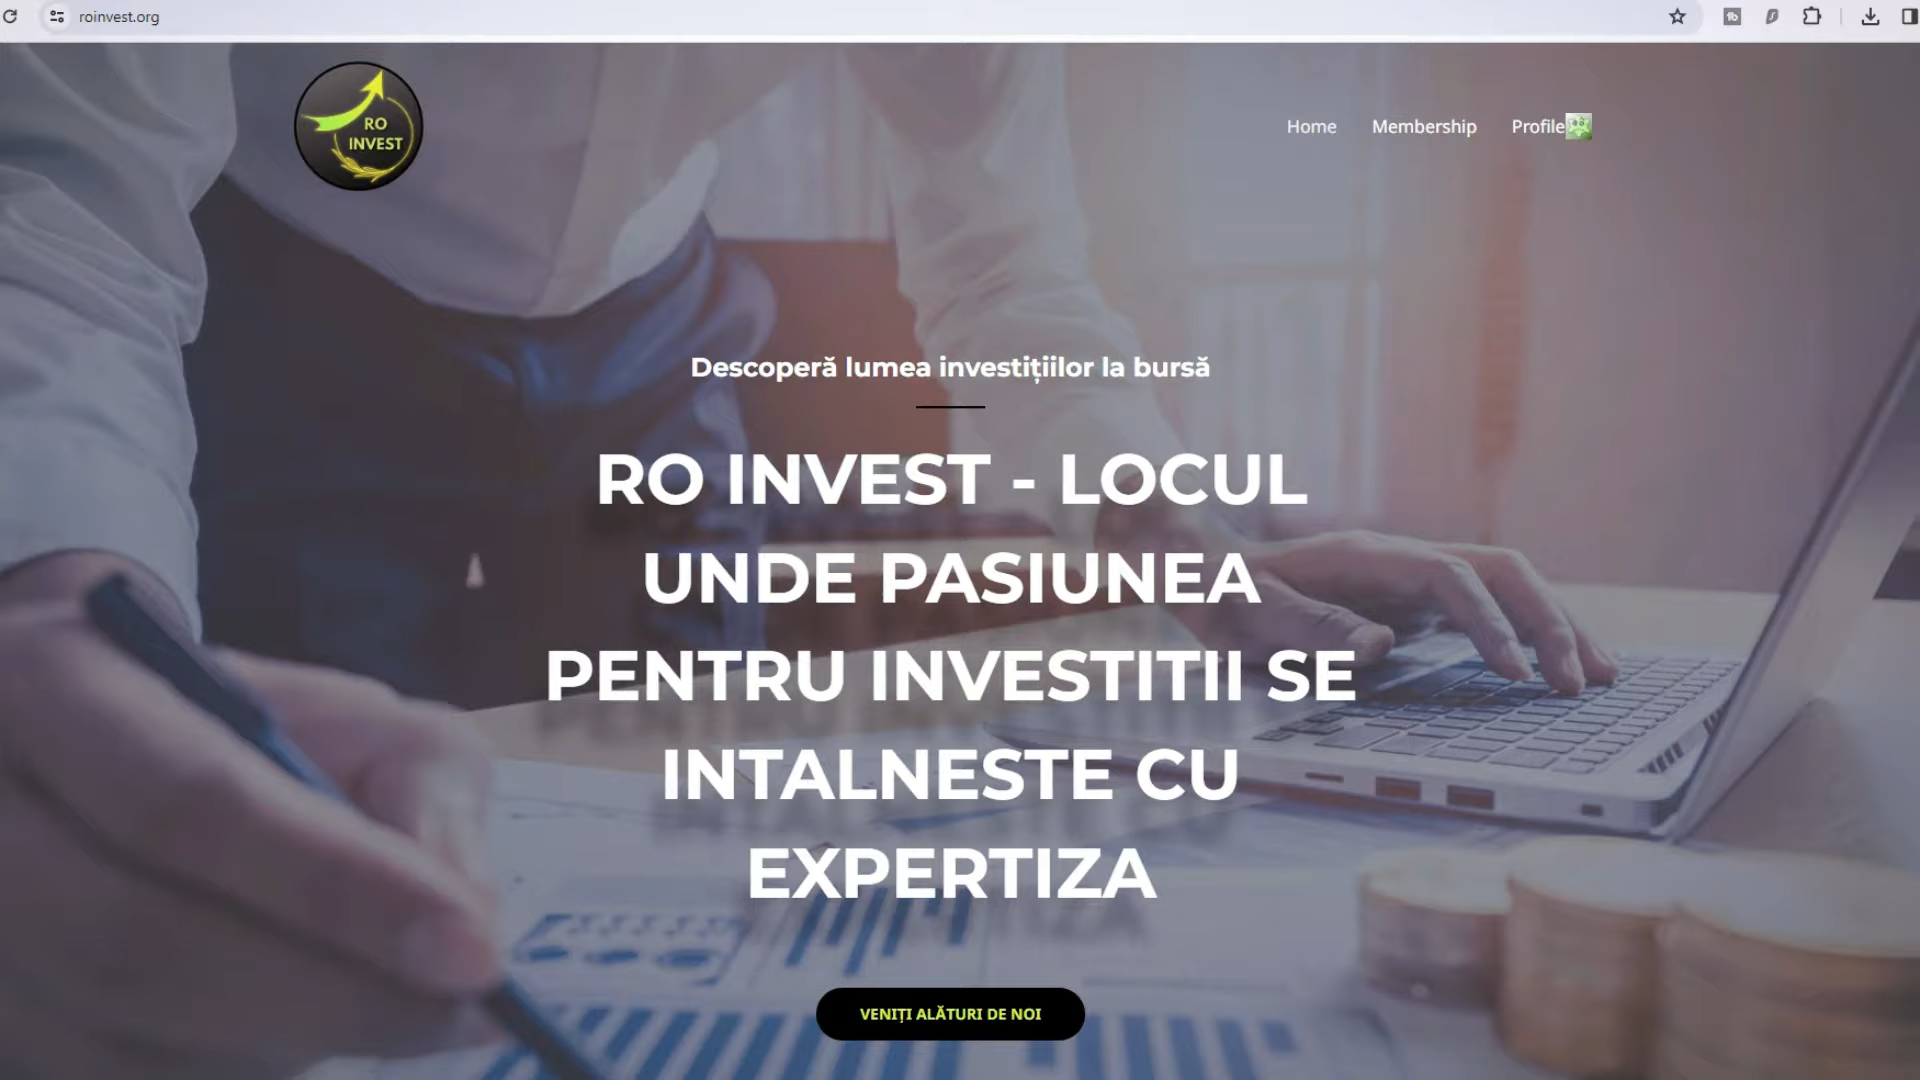 roinvest.org
RO
INVEST
Home Membership Profile
Descoperă lumea investițiilor la bursă
RO INVEST - LOCUL
UNDE PASIUNEA
PENTRU INVESTITII SE
INTALNESTE CU
EXPERTIZA
VENIȚI ALĂTURI DE NOI